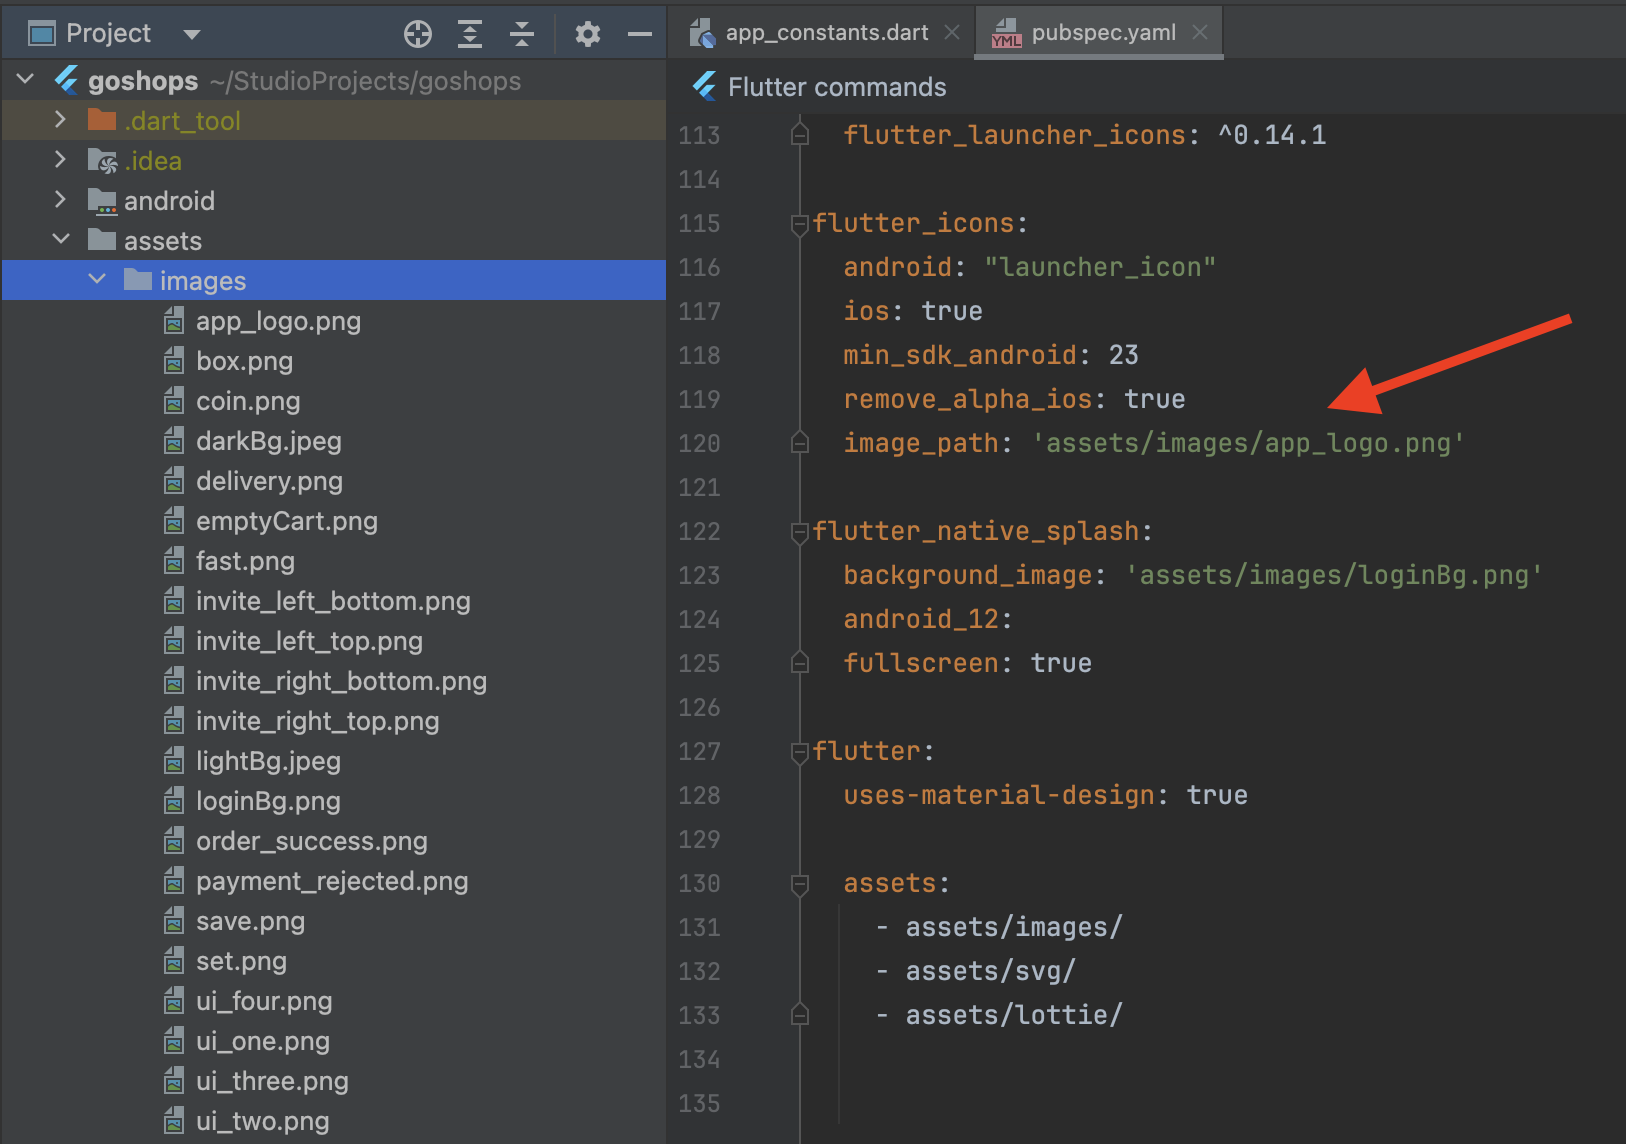 Project
goshops ~/StudioProjects/goshops
.dart_tool
.idea
android
assets
images
app_logo.png
box.png
coin.png
darkBg.jpeg
delivery.png
emptyCart.png
fast.png
invite_left_bottom.png
invite_left_top.png
invite_right_bottom.png
invite_right_top.png
lightBg.jpeg
loginBg.png
order_success.png
payment_rejected.png
save.png
set.png
ui_four.png
ui_one.png
ui_three.png
ui_two.png
app_constants.dart
YML pubspec.yaml
Flutter commands
113 flutter_launcher_icons: ^0.14.1
114
115 flutter_icons:
116 android: "launcher_icon"
117 ios: true
118 min_sdk_android: 23
119 remove_alpha_ios: true
120 image_path: 'assets/images/app_logo.png'
121
122 flutter_native_splash:
123 background_image: 'assets/images/loginBg.png'
124 android_12:
125 fullscreen: true
126
127 flutter:
128 uses-material-design: true
129
130 assets:
131 - assets/images/
132 - assets/svg/
133 - assets/lottie/
134
135